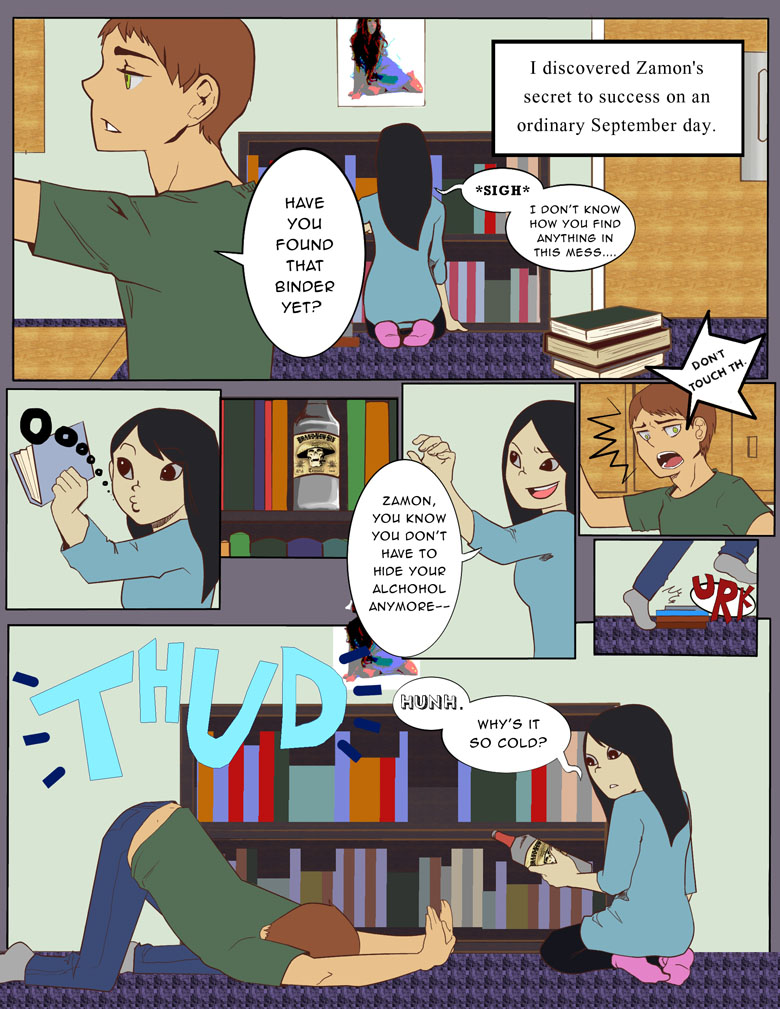 I discovered Zamon's
secret to success on an
ordinary September day.
HAVE
YOU
FOUND
THAT
BINDER
YET?
*SIGH*
I DON'T KNOW
HOW YOU FIND
ANYTHING IN
THIS MESS....
Oooooo
ZAMON,
YOU KNOW
YOU DON'T
HAVE TO
HIDE YOUR
ALCHOHOL
ANYMORE--
DON'T
TOUCH TH.
URK
THUD
HUNH.
WHY'S IT
SO COLD?